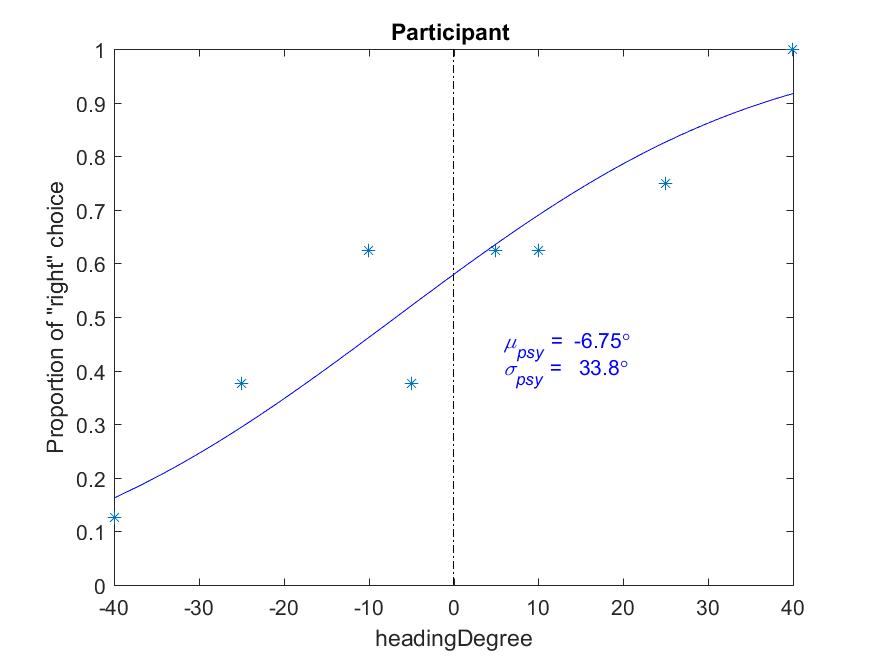 Participant
1
0.9
0.8
0.7
0.6
0.5
0.4
0.3
0.2
0.1
0
Proportion of "right" choice
μpsy = -6.75°
σpsy = 33.8°
-40 -30 -20 -10 0 10 20 30 40
headingDegree